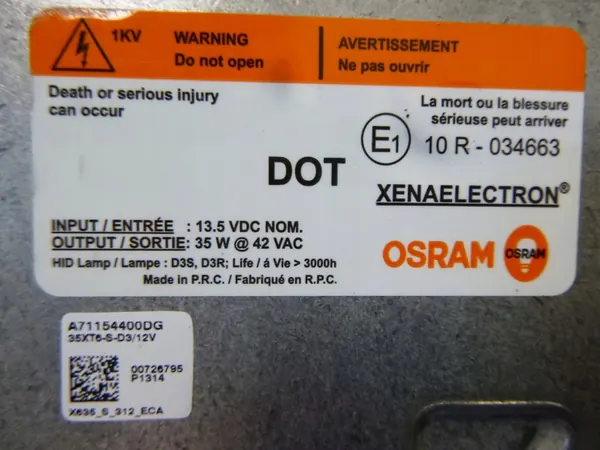 1KV WARNING
Do not open
AVERTISSEMENT
Ne pas ouvrir
Death or serious injury
can occur
La mort ou la blessure
sérieuse peut arriver
E1 10 R - 034663
DOT
XENAELECTRON®
INPUT / ENTRÉE : 13.5 VDC NOM.
OUTPUT / SORTIE: 35 W @ 42 VAC
HID Lamp / Lampe : D3S, D3R; Life / á Vie > 3000h
Made in P.R.C. / Fabriqué en R.P.C.
OSRAM OSRAM
A71154400DG
35XT6-S-D3/12V
00726795
P1314
X635_S_312_ECA